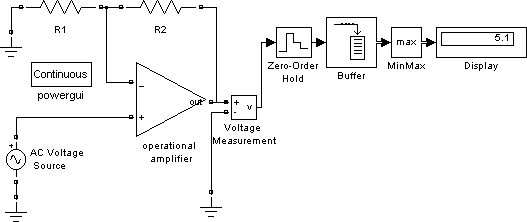 R1
R2
Continuous
powergui
−
+
out
operational
amplifier
+
AC Voltage
Source
+
-
v
Voltage
Measurement
Zero-Order
Hold
Buffer
max
MinMax
5.1
Display